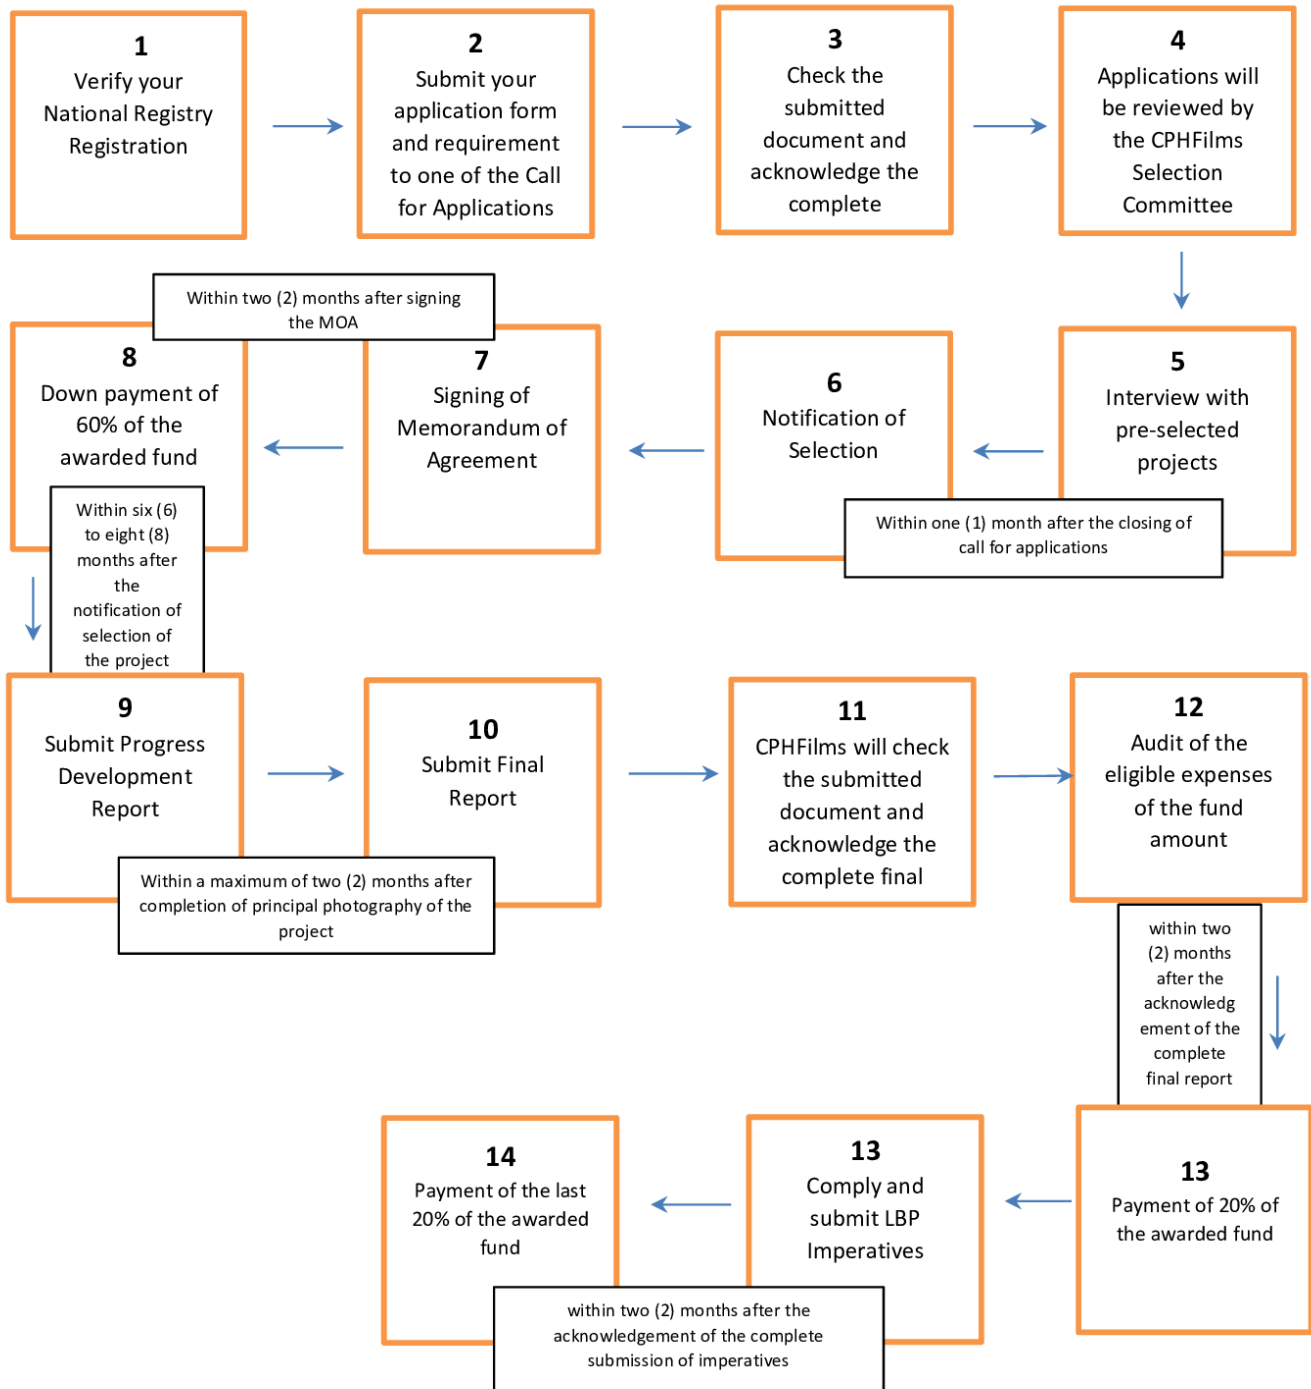 1
Verify your
National Registry
Registration
2
Submit your
application form
and requirement
to one of the Call
for Applications
3
Check the
submitted
document and
acknowledge the
complete
4
Applications will
be reviewed by
the CPHFilms
Selection
Committee
5
Interview with
pre-selected
projects
6
Notification of
Selection
Within one (1) month after the closing of
call for applications
7
Signing of
Memorandum of
Agreement
Within two (2) months after signing
the MOA
8
Down payment of
60% of the
awarded fund
Within six (6)
to eight (8)
months after
the
notification of
selection of
the project
9
Submit Progress
Development
Report
10
Submit Final
Report
Within a maximum of two (2) months after
completion of principal photography of the
project
11
CPHFilms will check
the submitted
document and
acknowledge the
complete final
12
Audit of the
eligible expenses
of the fund
amount
within two
(2) months
after the
acknowledg
ement of the
complete
final report
13
Payment of 20% of
the awarded fund
13
Comply and
submit LBP
Imperatives
14
Payment of the last
20% of the awarded
fund
within two (2) months after the
acknowledgement of the complete
submission of imperatives